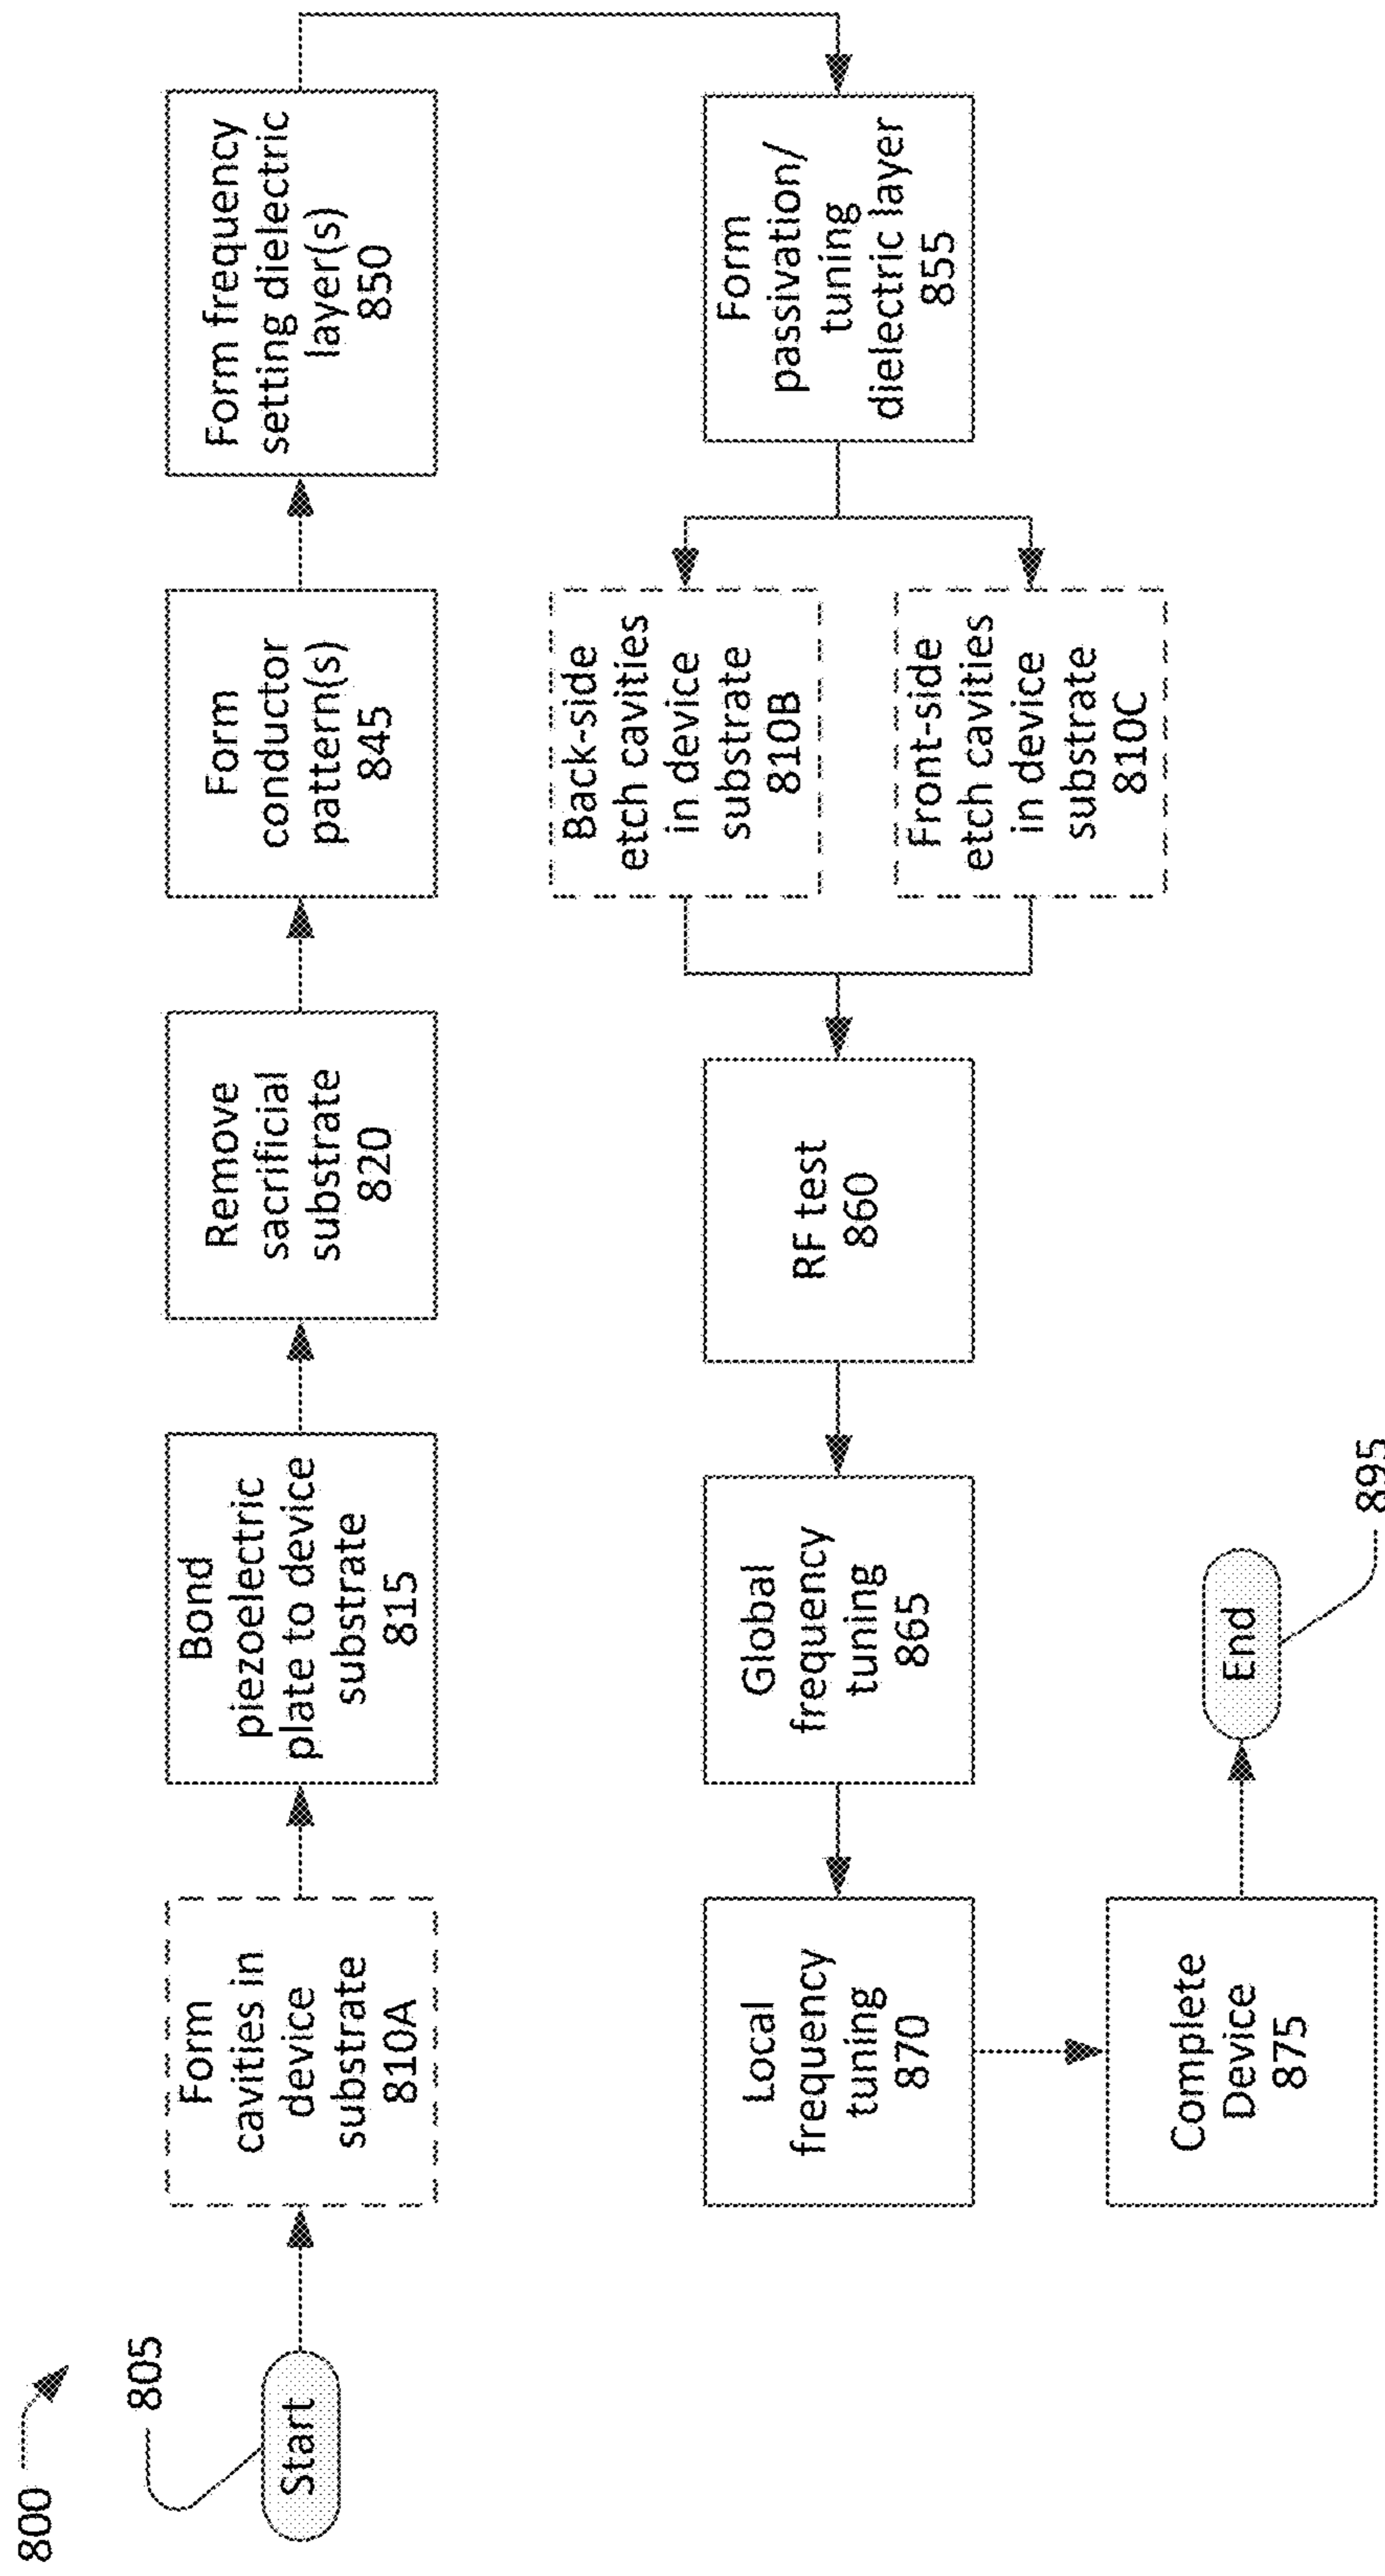 800
805
Start
Form
cavities in
device
substrate
810A
Bond
piezoelectric
plate to device
substrate
815
Remove
sacrificial
substrate
820
Form
conductor
pattern(s)
845
Form frequency
setting dielectric
layer(s)
850
Form
passivation/
tuning
dielectric layer
855
Back-side
etch cavities
in device
substrate
810B
Front-side
etch cavities
in device
substrate
810C
RF test
860
Global
frequency
tuning
865
Local
frequency
tuning
870
Complete
Device
875
End
895